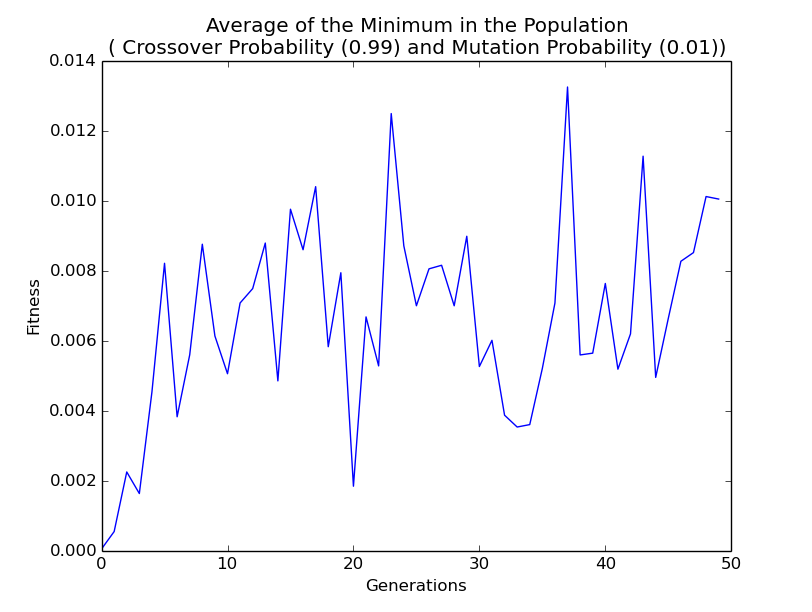 Average of the Minimum in the Population
( Crossover Probability (0.99) and Mutation Probability (0.01))
0.014
0.012
0.010
0.008
0.006
0.004
0.002
0.000
Fitness
0 10 20 30 40 50
Generations